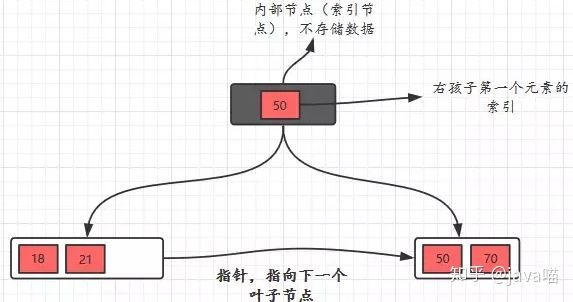 内部节点（索引节
点），不存储数据
50
右孩子第一个元素的
索引
18
21
50
70
指针，指向下一个
叶子节点
知乎 @java喵